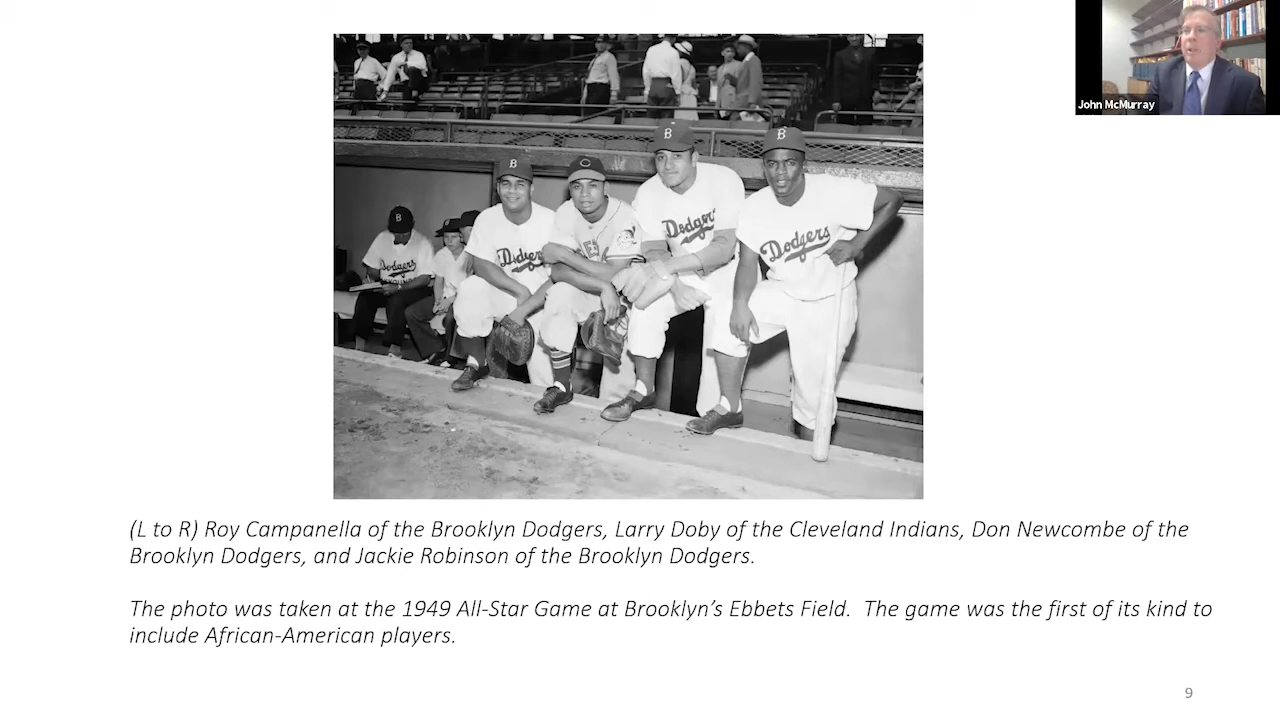 John McMurray
B
B
B
C
B
Dodgers
Dodgers
Dodgers
Dodgers
(L to R) Roy Campanella of the Brooklyn Dodgers, Larry Doby of the Cleveland Indians, Don Newcombe of the
Brooklyn Dodgers, and Jackie Robinson of the Brooklyn Dodgers.
The photo was taken at the 1949 All-Star Game at Brooklyn’s Ebbets Field.  The game was the first of its kind to
include African-American players.
9